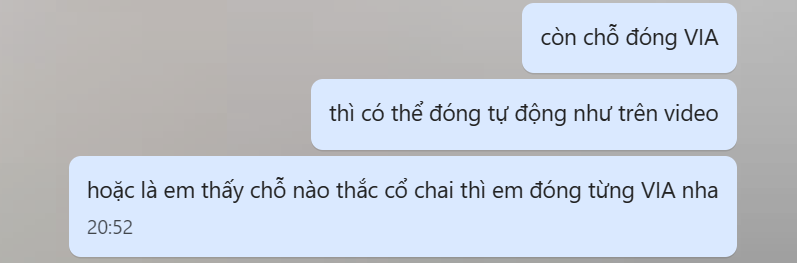 còn chỗ đóng VIA
thì có thể đóng tự động như trên video
hoặc là em thấy chỗ nào thắc cổ chai thì em đóng từng VIA nha
20:52